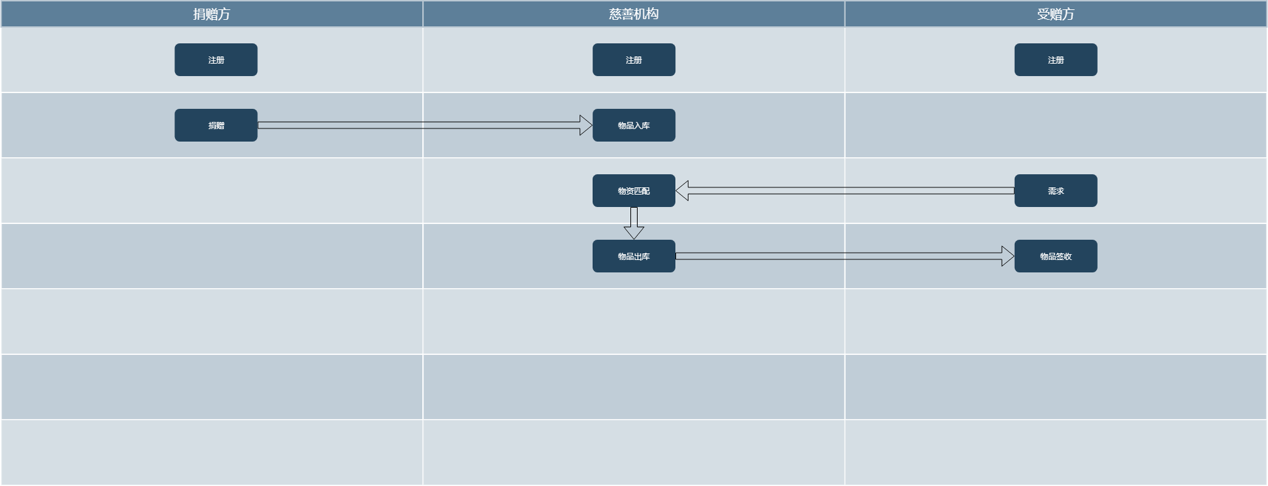 捐赠方 慈善机构 受赠方
注册 注册 注册
捐赠 物品入库
物资匹配 需求
物品出库 物品签收